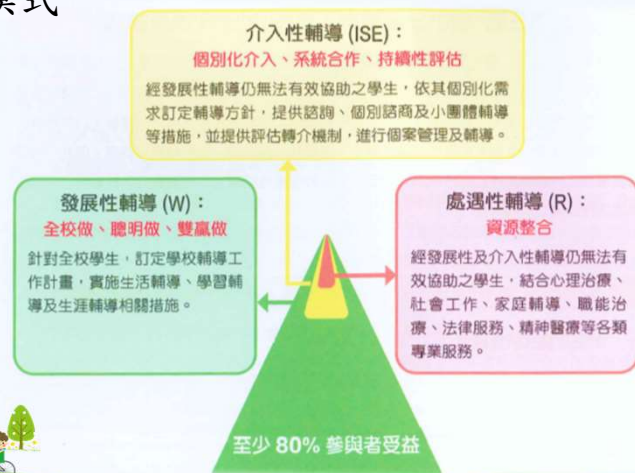 模式
介入性輔導 (ISE)：
個別化介入、系統合作、持續性評估
經發展性輔導仍無法有效協助之學生，依其個別化需
求訂定輔導方針，提供諮詢、個別諮商及小團體輔導
等措施，並提供評估轉介機制，進行個案管理及輔導。
發展性輔導 (W)：
全校做、聰明做、雙贏做
針對全校學生，訂定學校輔導工
作計畫，實施生活輔導、學習輔
導及生涯輔導相關措施。
處遇性輔導 (R)：
資源整合
經發展性及介入性輔導仍無法有
效協助之學生，結合心理治療、
社會工作、家庭輔導、職能治
療、法律服務、精神醫療等各類
專業服務。
至少 80% 參與者受益